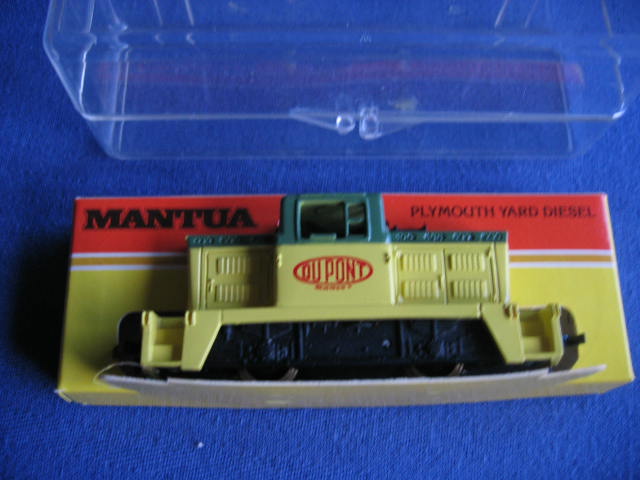 MANTUA
PLYMOUTH YARD DIESEL
DU PONT